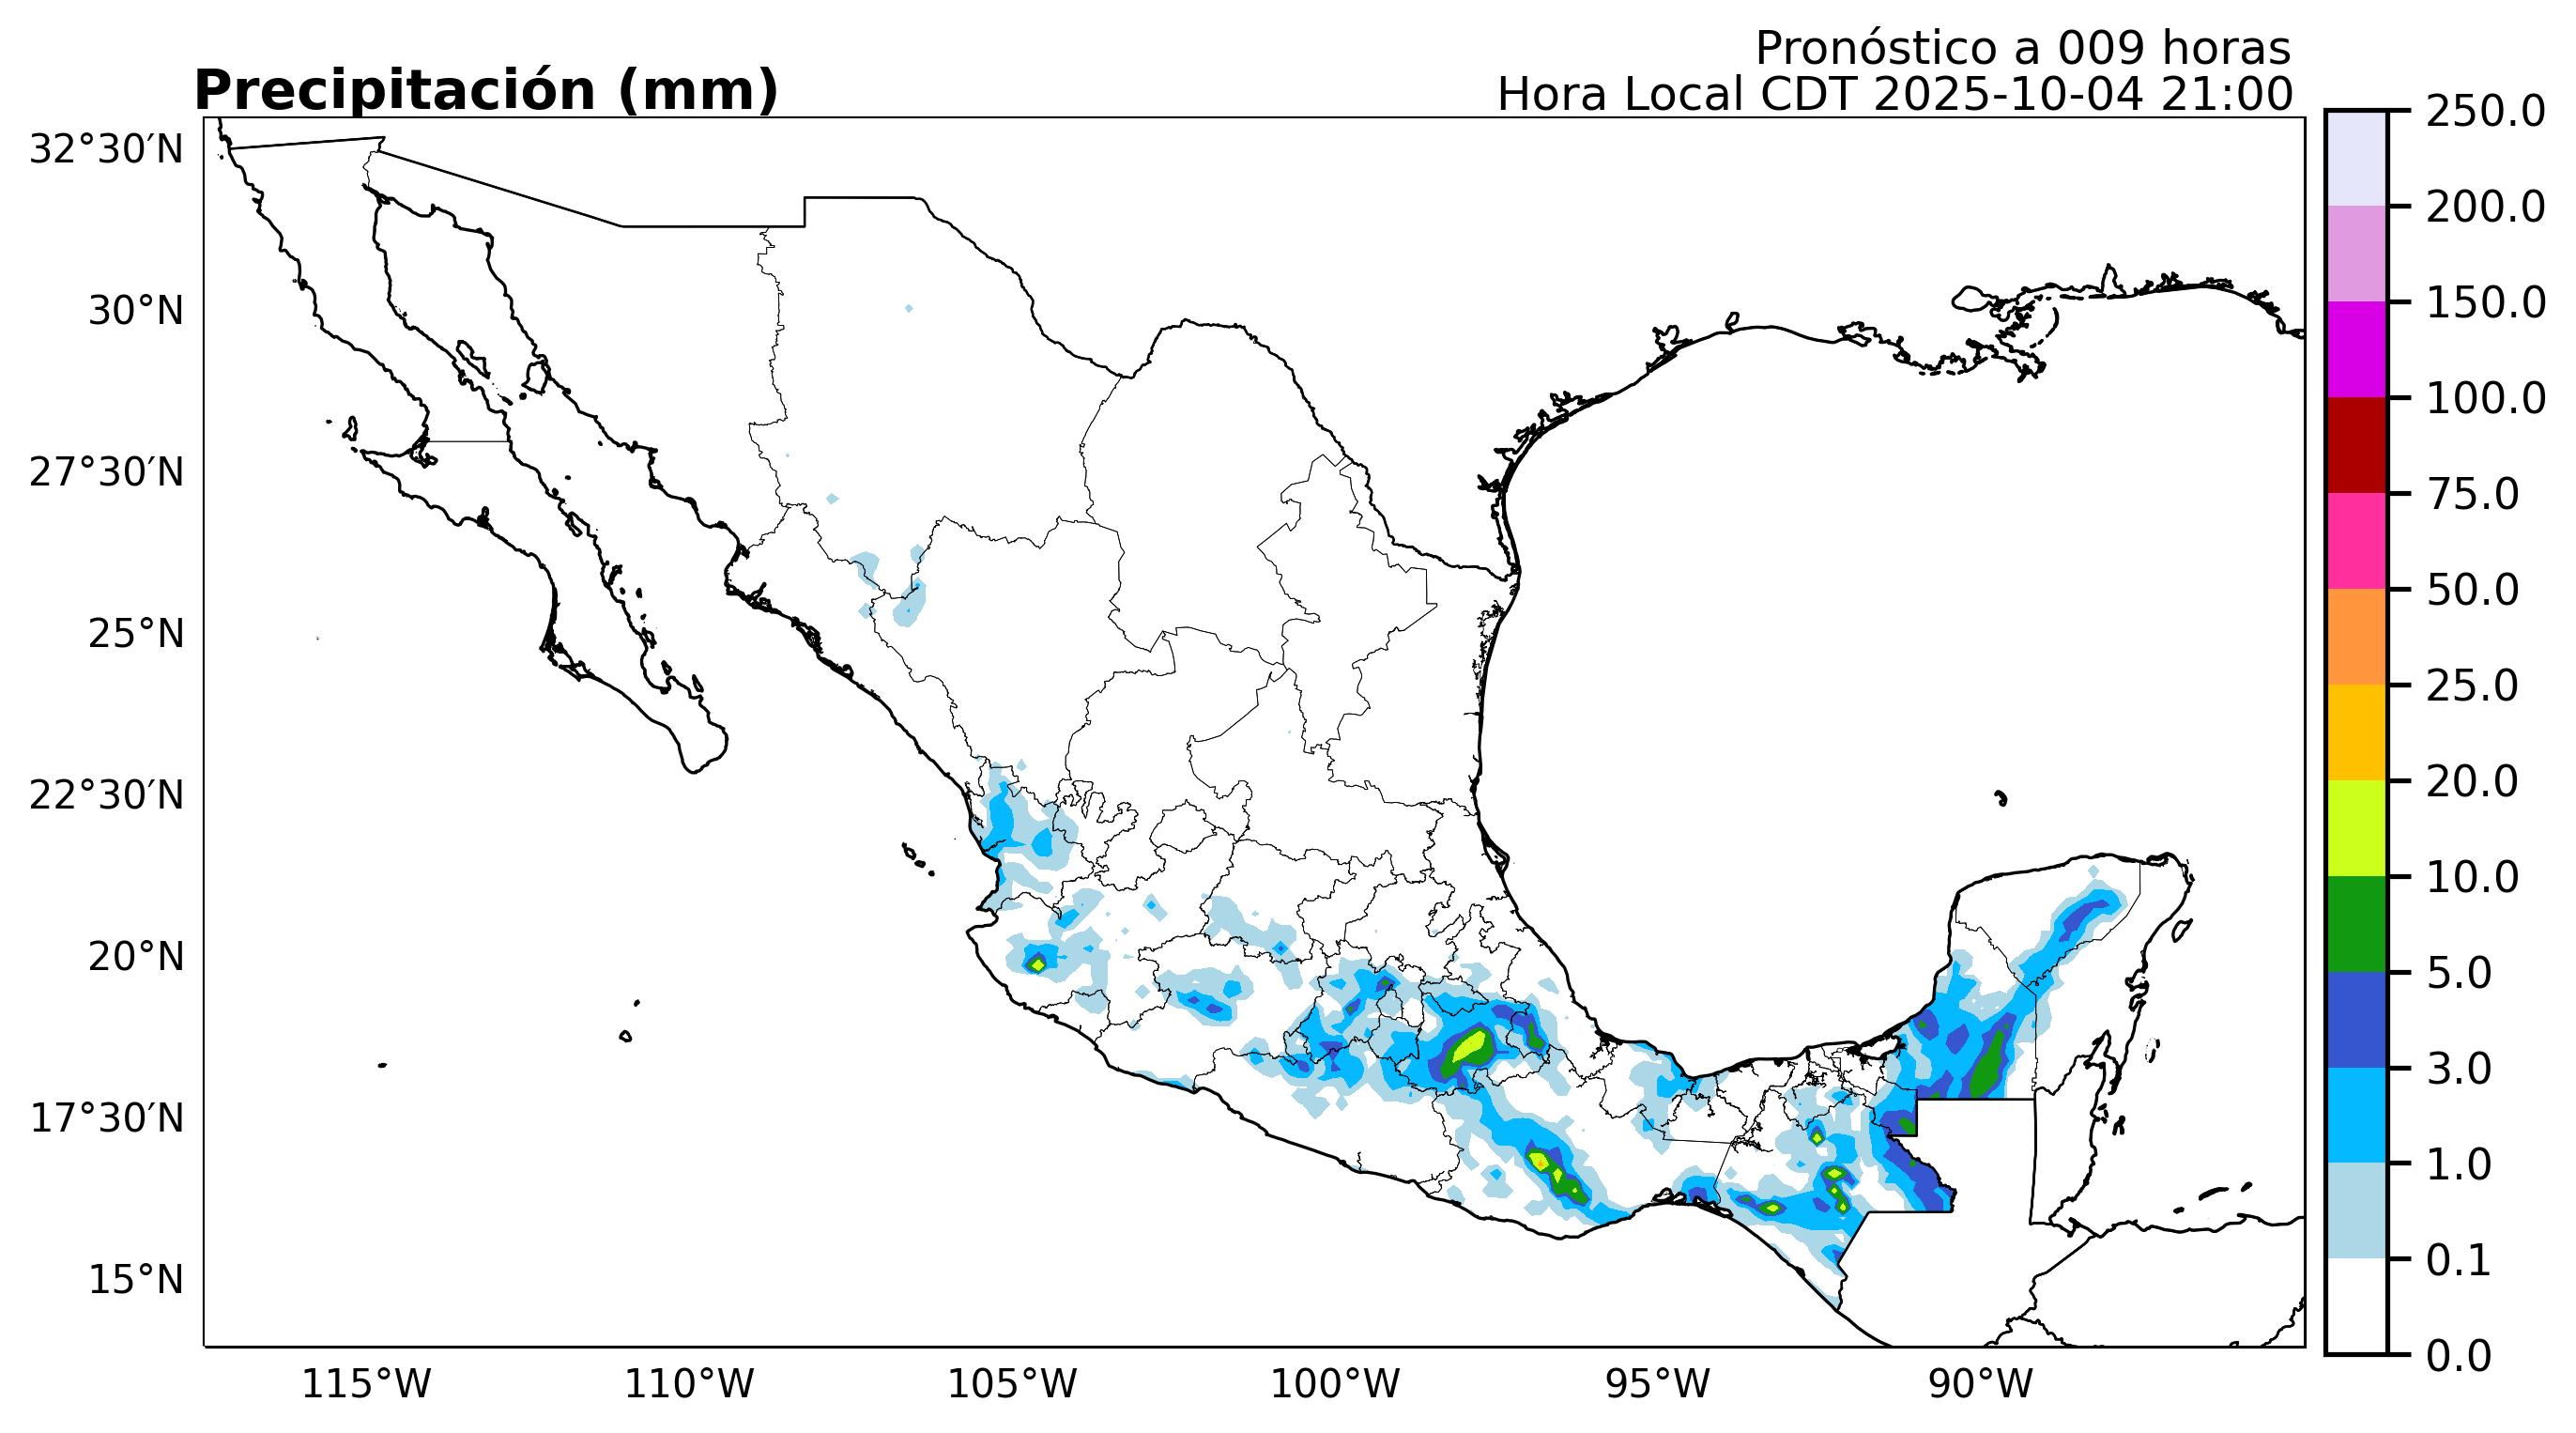 Pronóstico a 009 horas
Precipitación (mm)
Hora Local CDT 2025-10-04 21:00
32°30′N
30°N
27°30′N
25°N
22°30′N
20°N
17°30′N
15°N
115°W
110°W
105°W
100°W
95°W
90°W
250.0
200.0
150.0
100.0
75.0
50.0
25.0
20.0
10.0
5.0
3.0
1.0
0.1
0.0